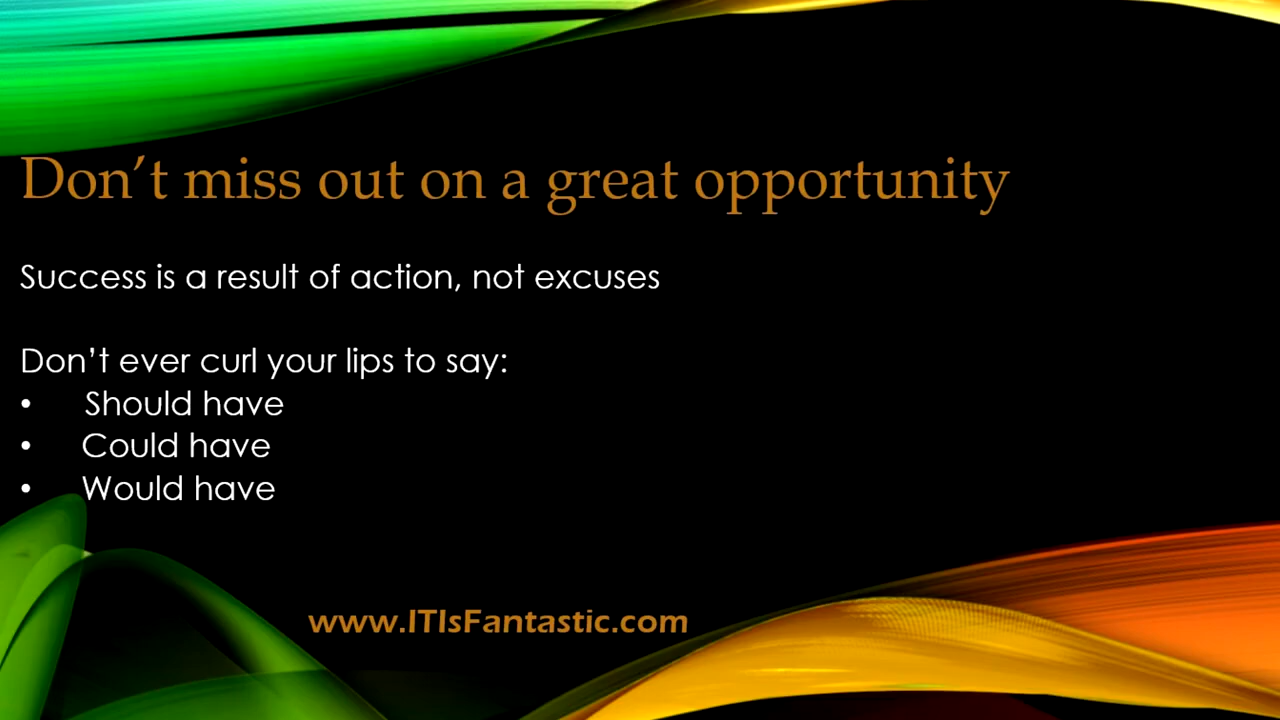 Don’t miss out on a great opportunity
Success is a result of action, not excuses
Don’t ever curl your lips to say:
• Should have
• Could have
• Would have
www.ITIsFantastic.com